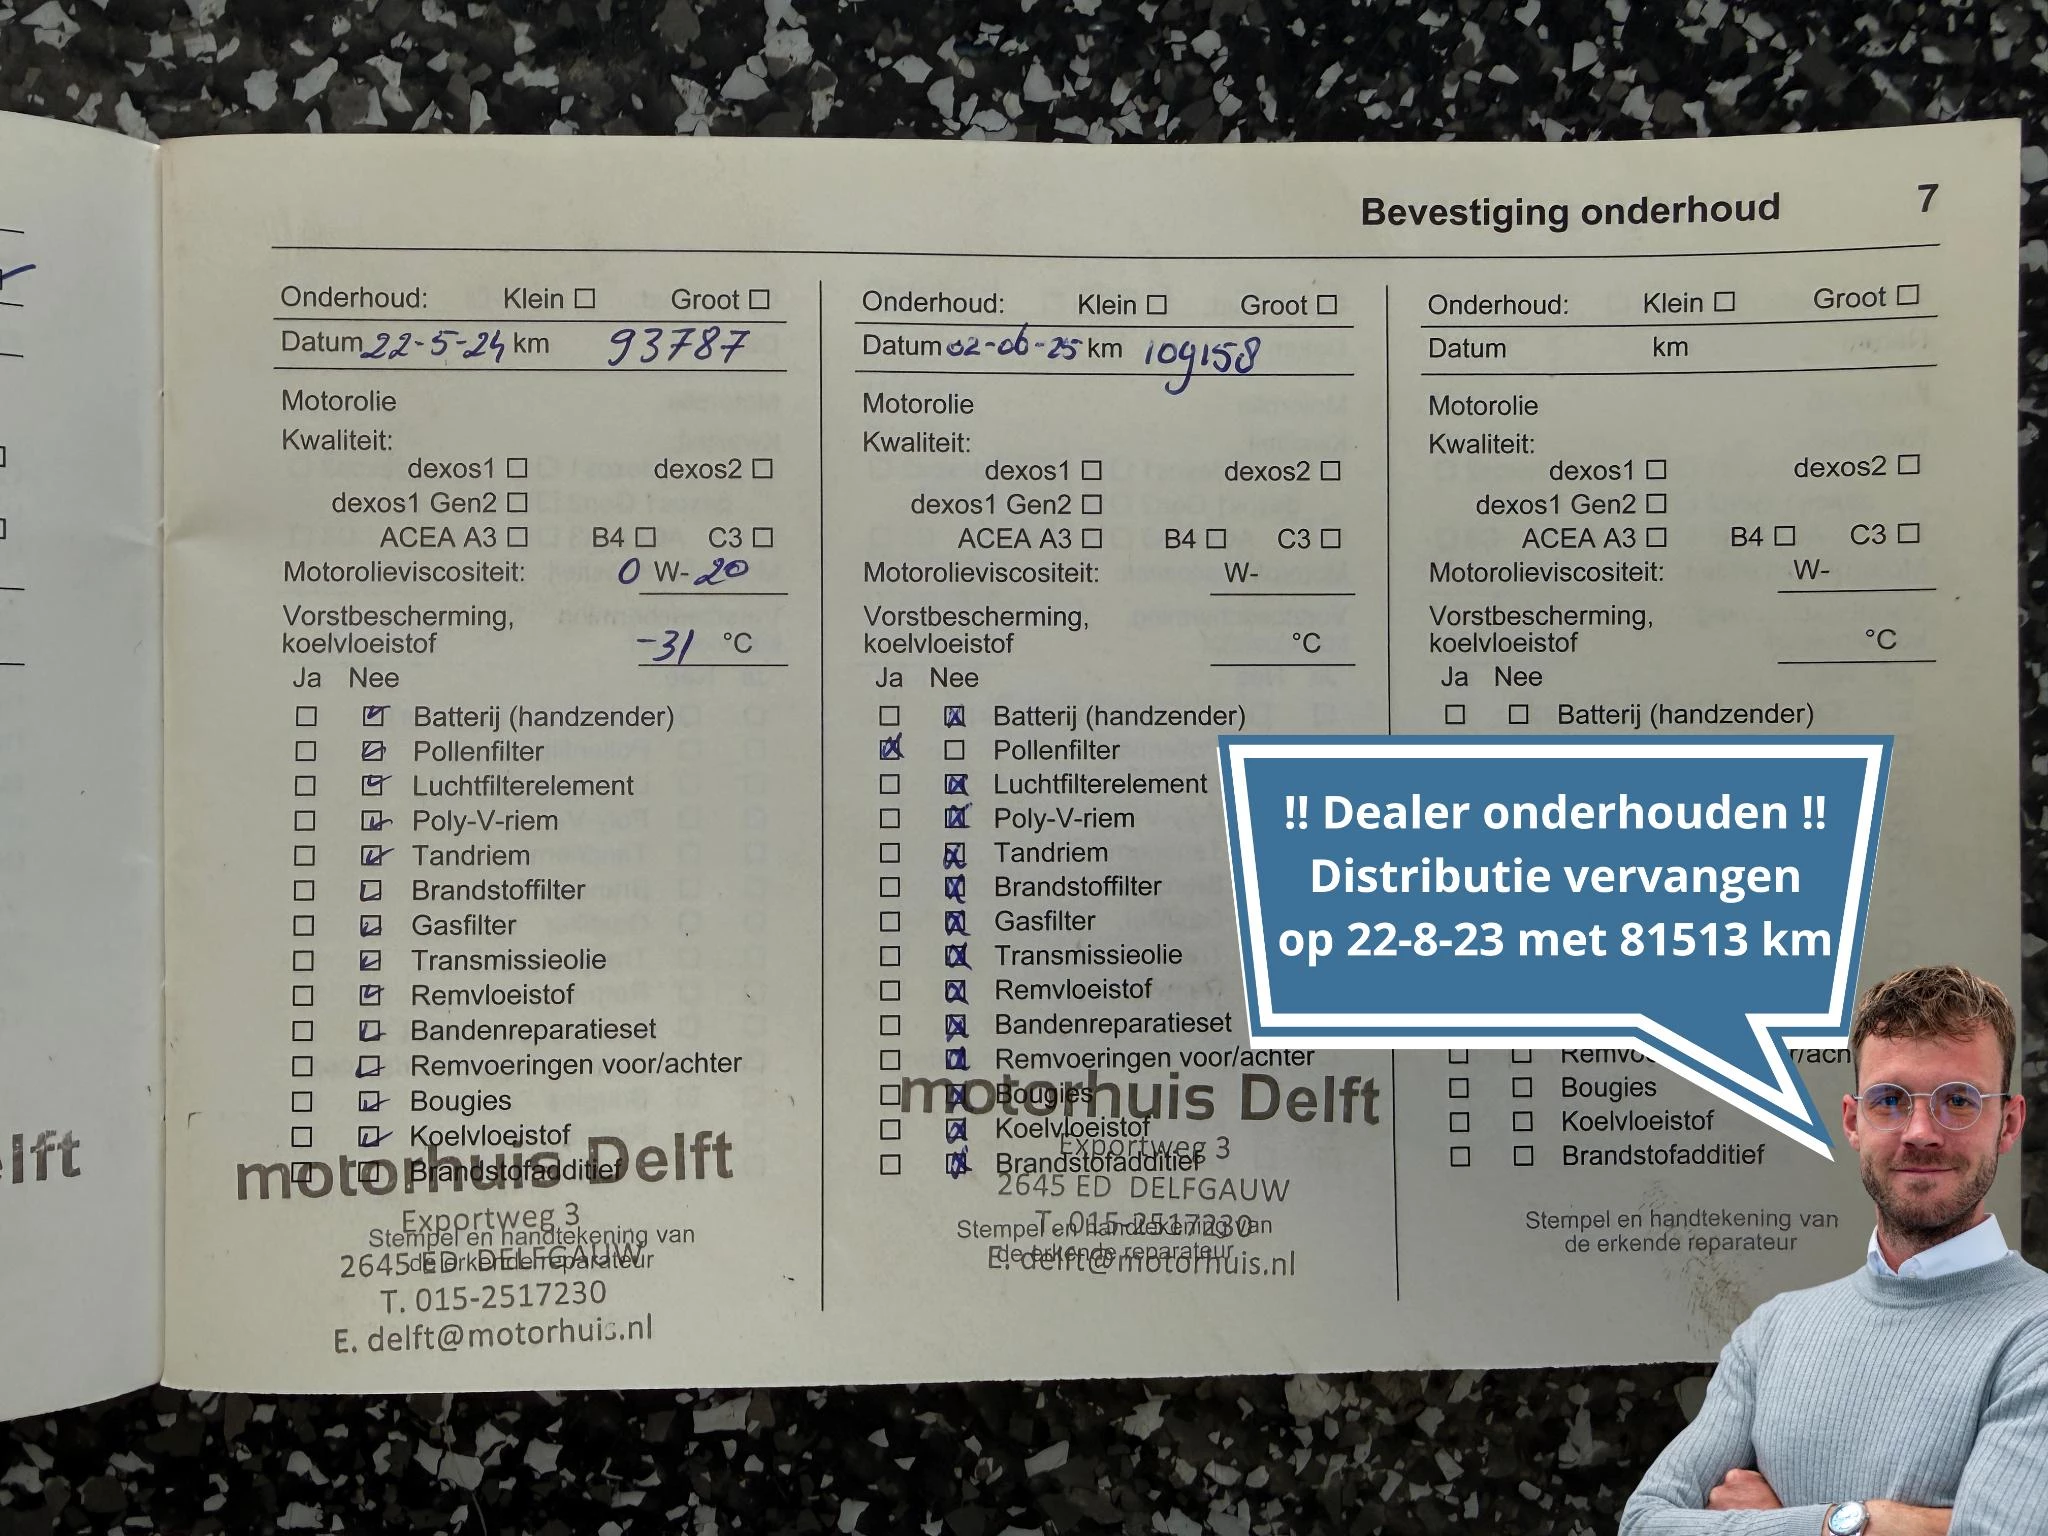 Bevestiging onderhoud 7
Onderhoud: Klein Groot
Datum 22-5-24 km 93787
Motorolie
Kwaliteit:
dexos1 dexos2
dexos1 Gen2
ACEA A3 B4 C3
Motorolieviscositeit: 0 W- 20
Vorstbescherming,
koelvloeistof -31 °C
Ja Nee
Batterij (handzender)
Pollenfilter
Luchtfilterelement
Poly-V-riem
Tandriem
Brandstoffilter
Gasfilter
Transmissieolie
Remvloeistof
Bandenreparatieset
Remvoeringen voor/achter
Bougies
Koelvloeistof
Brandstofadditief
motorhuis Delft
Exportweg 3
Stempel en handtekening van
de erkende reparateur
2645 ED DELFGAUW
T. 015-2517230
E. delft@motorhuis.nl
Onderhoud: Klein Groot
Datum 02-06-25 km 109158
Motorolie
Kwaliteit:
dexos1 dexos2
dexos1 Gen2
ACEA A3 B4 C3
Motorolieviscositeit: W-
Vorstbescherming,
koelvloeistof °C
Ja Nee
Batterij (handzender)
Pollenfilter
Luchtfilterelement
Poly-V-riem
Tandriem
Brandstoffilter
Gasfilter
Transmissieolie
Remvloeistof
Bandenreparatieset
Remvoeringen voor/achter
Bougies
Koelvloeistof
Brandstofadditief
motorhuis Delft
Exportweg 3
2645 ED DELFGAUW
Stempel en handtekening van
de erkende reparateur
T. 015-2517230
E. delft@motorhuis.nl
Onderhoud: Klein Groot
Datum km
Motorolie
Kwaliteit:
dexos1 dexos2
dexos1 Gen2
ACEA A3 B4 C3
Motorolieviscositeit: W-
Vorstbescherming,
koelvloeistof °C
Ja Nee
Batterij (handzender)
!! Dealer onderhouden !!
Distributie vervangen
op 22-8-23 met 81513 km
Bougies
Koelvloeistof
Brandstofadditief
Stempel en handtekening van
de erkende reparateur